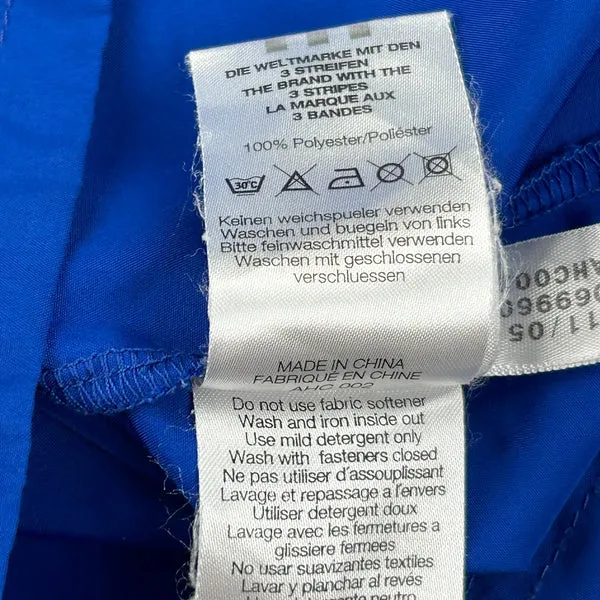 DIE WELTMARKE MIT DEN
3 STREIFEN
THE BRAND WITH THE
3 STRIPES
LA MARQUE AUX
3 BANDES
100% Polyester/Poliéster
30°C
Keinen weichspueler verwenden
Waschen und buegeln von links
Bitte feinwaschmittel verwenden
Waschen mit geschlossenen
verschluessen
MADE IN CHINA
FABRIQUÉ EN CHINE
AHC 002
Do not use fabric softener
Wash and iron inside out
Use mild detergent only
Wash with fasteners closed
Ne pas utiliser d'assouplissant
Lavage et repassage a l'envers
Utiliser detergent doux
Lavage avec les fermetures a
glissiere fermees
No usar suavizantes textiles
Lavar y planchar al revés
neutro
11/05